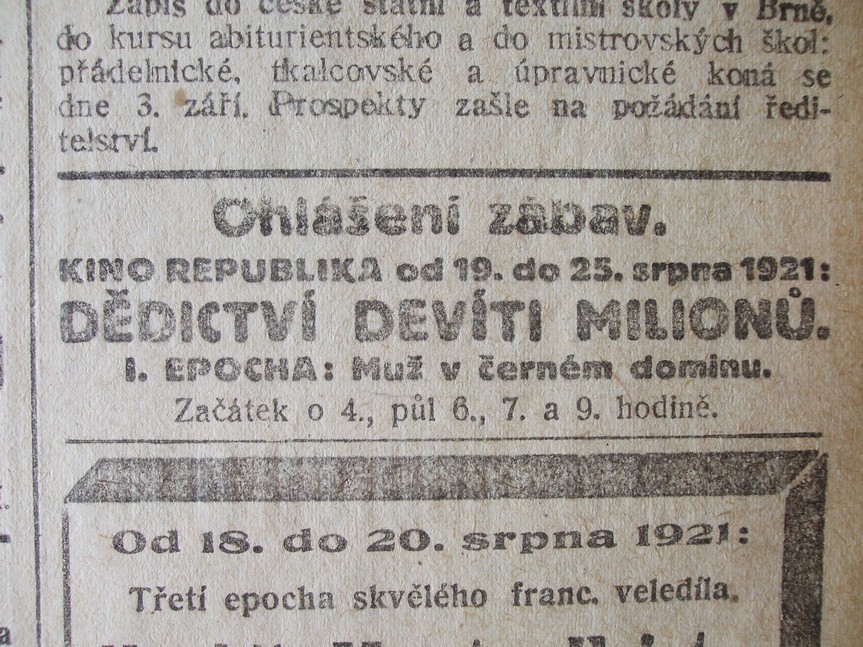 Zápis do české státní a textilní školy v Brně,
do kursu abiturientského a do mistrovských škol:
přádelnické, tkalcovské a úpravnické koná se
dne 3. září. Prospekty zašle na požádání ředi-
telství.
Ohlášení zábav.
KINO REPUBLIKA od 19. do 25. srpna 1921:
DĚDICTVÍ DEVÍTI MILIONŮ.
I. EPOCHA: Muž v černém dominu.
Začátek o 4., půl 6., 7. a 9. hodině.
Od 18. do 20. srpna 1921:
Třetí epocha skvělého franc. veledíla.